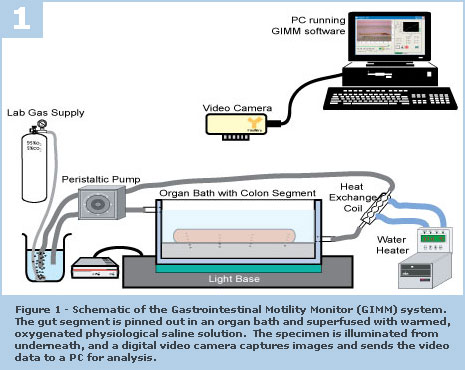 1
PC running
GIMM software
Video Camera
Lab Gas Supply
Peristaltic Pump
Organ Bath with Colon Segment
Heat
Exchange
Coil
Water
Heater
Light Base
Figure 1 - Schematic of the Gastrointestinal Motility Monitor (GIMM) system.
The gut segment is pinned out in an organ bath and superfused with warmed,
oxygenated physiological saline solution. The specimen is illuminated from
underneath, and a digital video camera captures images and sends the video
data to a PC for analysis.